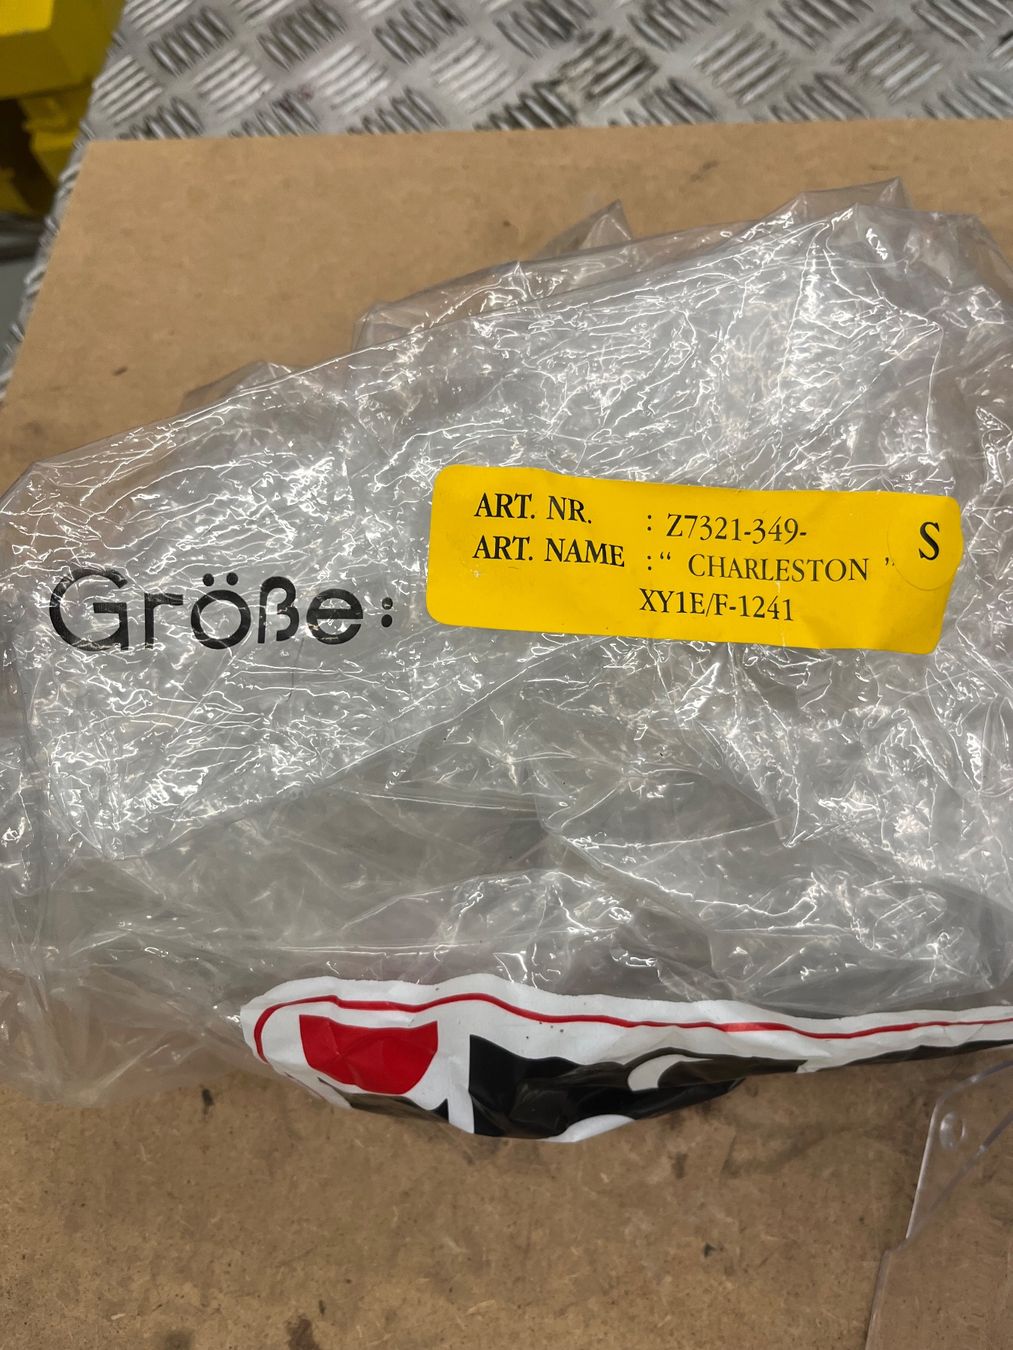 Größe:
ART. NR. : Z7321-349-
ART. NAME : “ CHARLESTON ”
XY1E/F-1241
S